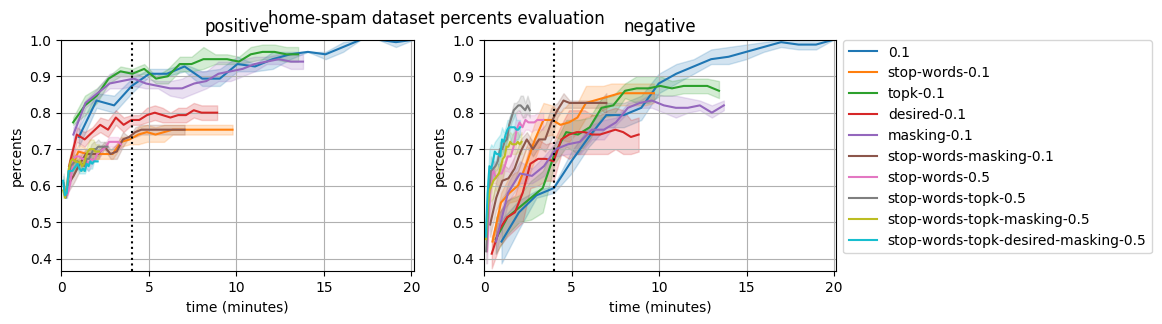 home-spam dataset percents evaluation
positive
1.0
0.9
0.8
0.7
0.6
0.5
0.4
percents
0 5 10 15 20
time (minutes)
negative
1.0
0.9
0.8
0.7
0.6
0.5
0.4
percents
0 5 10 15 20
time (minutes)
0.1
stop-words-0.1
topk-0.1
desired-0.1
masking-0.1
stop-words-masking-0.1
stop-words-0.5
stop-words-topk-0.5
stop-words-topk-masking-0.5
stop-words-topk-desired-masking-0.5